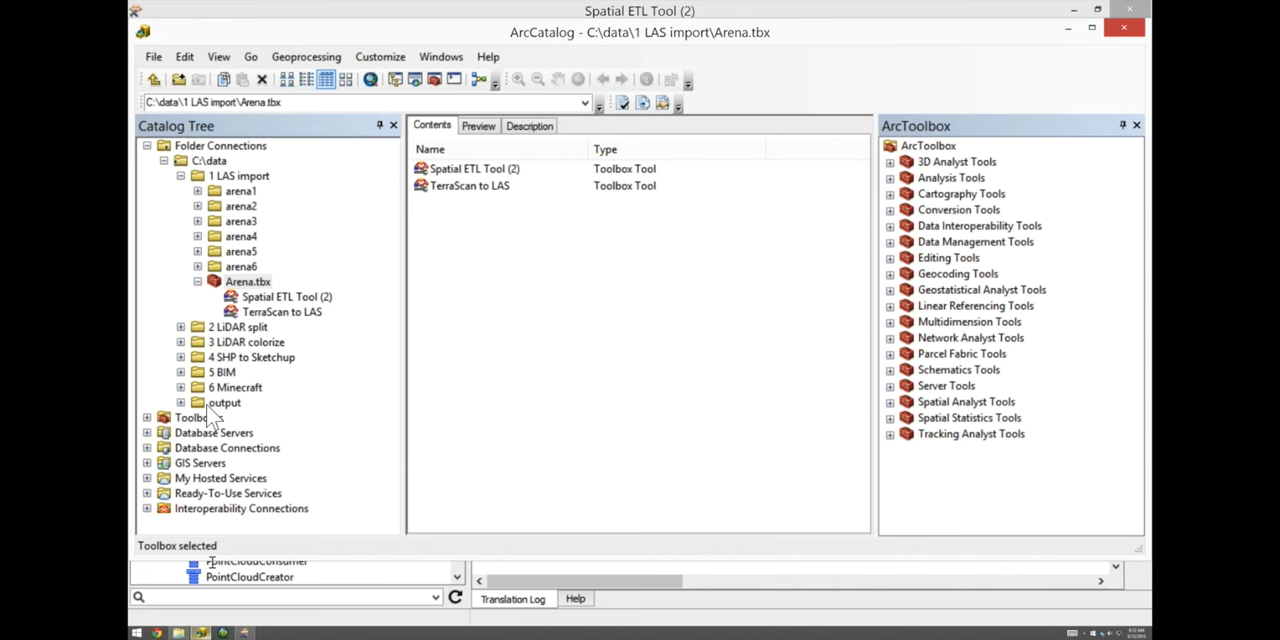 Spatial ETL Tool (2)
ArcCatalog - C:\data\1 LAS import\Arena.tbx
File Edit View Go Geoprocessing Customize Windows Help
C:\data\1 LAS import\Arena.tbx
Catalog Tree
Folder Connections
C:\data
1 LAS import
arena1
arena2
arena3
arena4
arena5
arena6
Arena.tbx
Spatial ETL Tool (2)
TerraScan to LAS
2 LiDAR split
3 LiDAR colorize
4 SHP to Sketchup
5 BIM
6 Minecraft
output
Database Servers
Database Connections
GIS Servers
My Hosted Services
Ready-To-Use Services
Interoperability Connections
Contents Preview Description
Name Type
Spatial ETL Tool (2) Toolbox Tool
TerraScan to LAS Toolbox Tool
ArcToolbox
ArcToolbox
3D Analyst Tools
Analysis Tools
Cartography Tools
Conversion Tools
Data Interoperability Tools
Data Management Tools
Editing Tools
Geocoding Tools
Geostatistical Analyst Tools
Linear Referencing Tools
Multidimension Tools
Network Analyst Tools
Parcel Fabric Tools
Schematics Tools
Server Tools
Spatial Analyst Tools
Spatial Statistics Tools
Tracking Analyst Tools
Toolbox selected
PointCloudConsumer
PointCloudCreator
Translation Log Help